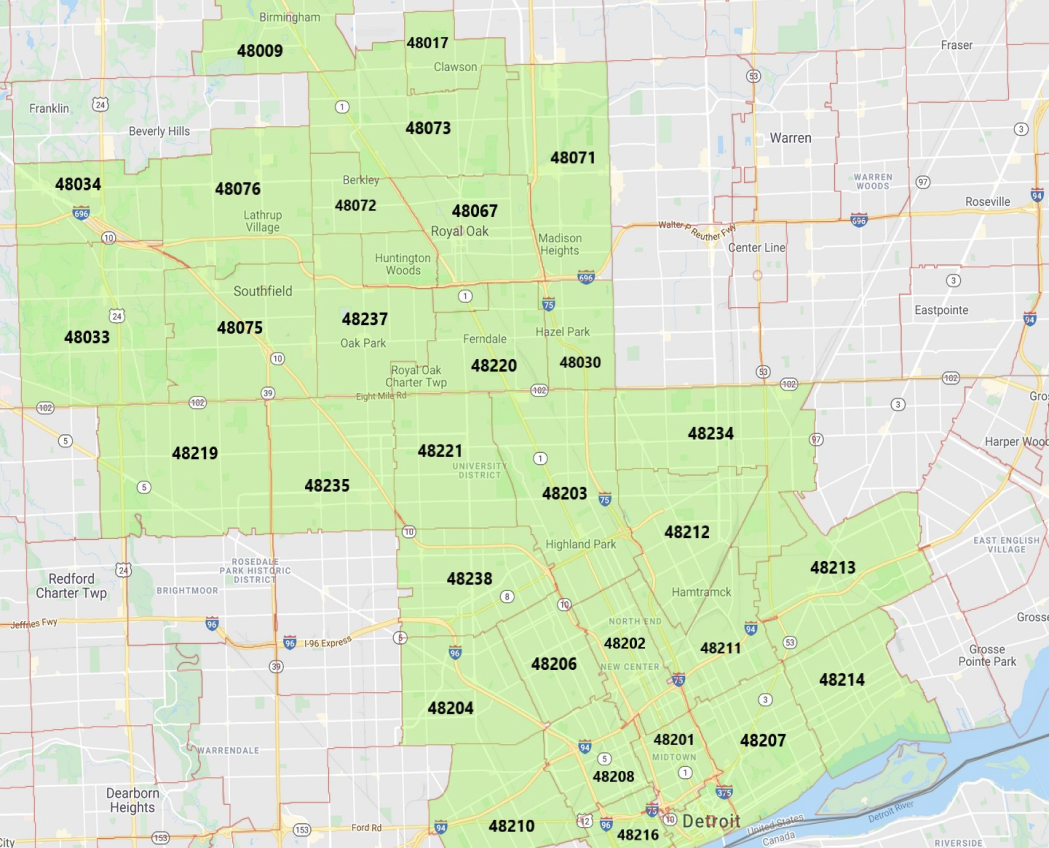 Birmingham
48009
48017
Clawson
Fraser
53
24
Franklin
1
Beverly Hills
48073
3
Warren
48071
48034
48076
Berkley
WARREN
WOODS
97
94
48072
Lathrup
Village
48067
Royal Oak
Roseville
696
696
10
Walter P Reuther Fwy
Madison
Heights
Center Line
Huntington
Woods
696
3
Southfield
1
75
Eastpointe
94
24
48075
48237
Oak Park
48033
Ferndale
Hazel Park
10
48220
48030
Royal Oak
Charter Twp
53
102
102
102
39
Eight Mile Rd
102
102
Gro
3
5
48219
48221
UNIVERSITY
DISTRICT
48234
97
Harper Wood
1
48235
5
48203
75
10
48212
Highland Park
EAST ENGLISH
VILLAGE
Redford
Charter Twp
24
ROSEDALE
PARK HISTORIC
DISTRICT
BRIGHTMOOR
48238
48213
8
10
Hamtramck
Jeffries Fwy
96
96
I-96 Express
5
NORTH END
48202
94
53
Grosse
96
48211
Grosse
Pointe Park
39
48206
NEW CENTER
75
48214
48204
3
WARRENDALE
94
48201
MIDTOWN
48207
5
48208
1
375
Dearborn
Heights
75
10
Detroit
94
48210
12
96
48216
153
153
Ford Rd
City
United States
Canada
Detroit River
RIVERSIDE